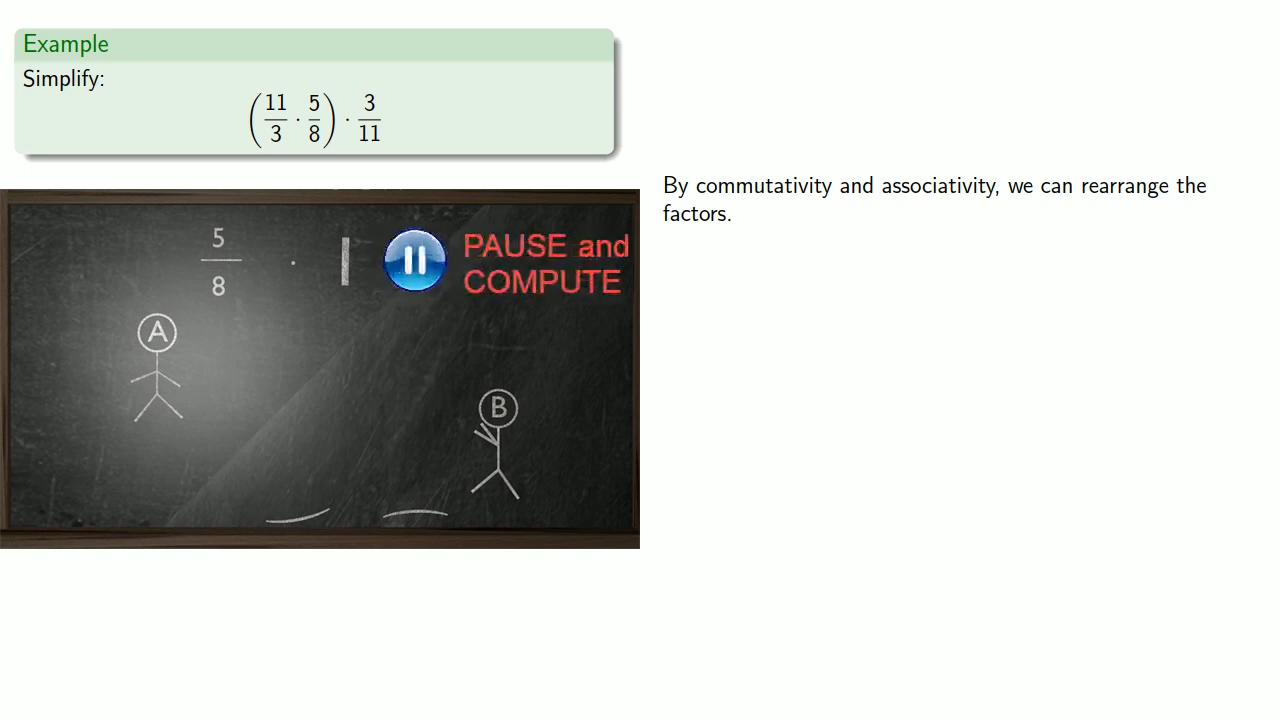 Example
Simplify:
(11/3 · 5/8) · 3/11
By commutativity and associativity, we can rearrange the
factors.
5/8 · 1
PAUSE and
COMPUTE
A
B